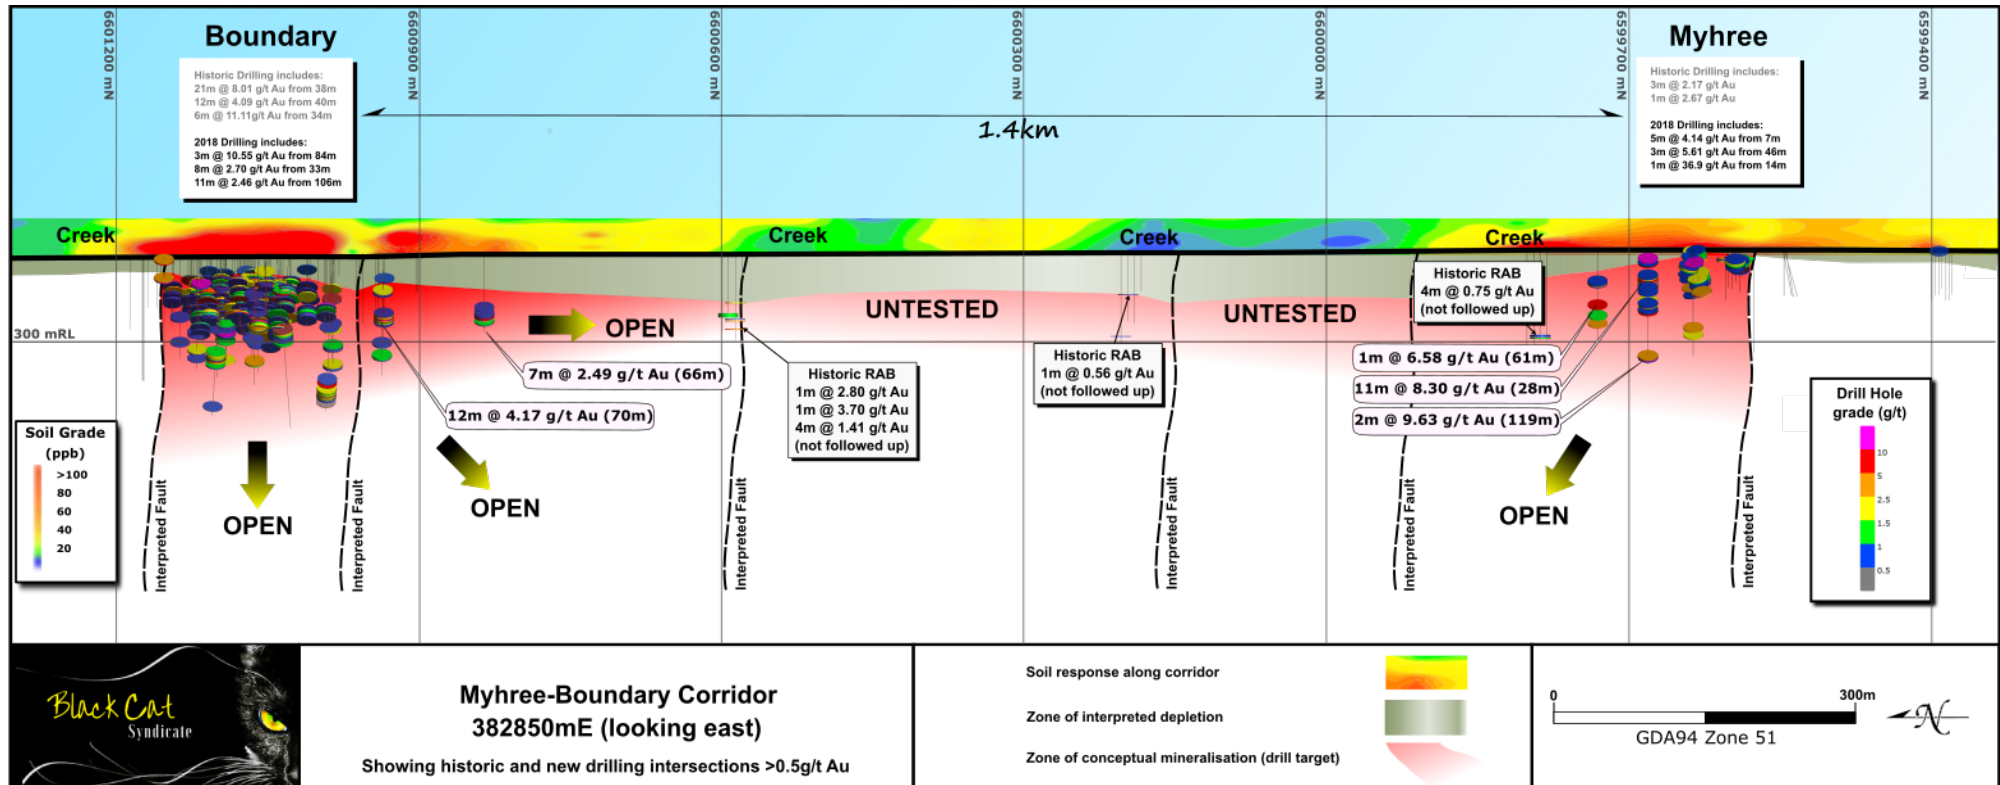 6601200 mN
6600900 mN
6600600 mN
6600300 mN
6600000 mN
6599700 mN
6599400 mN
Boundary
Historic Drilling includes:
21m @ 8.01 g/t Au from 38m
12m @ 4.09 g/t Au from 40m
6m @ 11.11g/t Au from 34m
2018 Drilling includes:
3m @ 10.55 g/t Au from 84m
8m @ 2.70 g/t Au from 33m
11m @ 2.46 g/t Au from 106m
1.4km
Myhree
Historic Drilling includes:
3m @ 2.17 g/t Au
1m @ 2.67 g/t Au
2018 Drilling includes:
5m @ 4.14 g/t Au from 7m
3m @ 5.61 g/t Au from 46m
1m @ 36.9 g/t Au from 14m
Creek
Creek
Creek
Creek
300 mRL
OPEN
UNTESTED
UNTESTED
Historic RAB
4m @ 0.75 g/t Au
(not followed up)
7m @ 2.49 g/t Au (66m)
12m @ 4.17 g/t Au (70m)
Historic RAB
1m @ 2.80 g/t Au
1m @ 3.70 g/t Au
4m @ 1.41 g/t Au
(not followed up)
Historic RAB
1m @ 0.56 g/t Au
(not followed up)
1m @ 6.58 g/t Au (61m)
11m @ 8.30 g/t Au (28m)
2m @ 9.63 g/t Au (119m)
Soil Grade
(ppb)
>100
80
60
40
20
Interpreted Fault
OPEN
Interpreted Fault
OPEN
Interpreted Fault
Interpreted Fault
Interpreted Fault
OPEN
Interpreted Fault
Drill Hole
grade (g/t)
10
5
2.5
1.5
1
0.5
Black Cat
Syndicate
Myhree-Boundary Corridor
382850mE (looking east)
Showing historic and new drilling intersections >0.5g/t Au
Soil response along corridor
Zone of interpreted depletion
Zone of conceptual mineralisation (drill target)
0
300m
GDA94 Zone 51
N